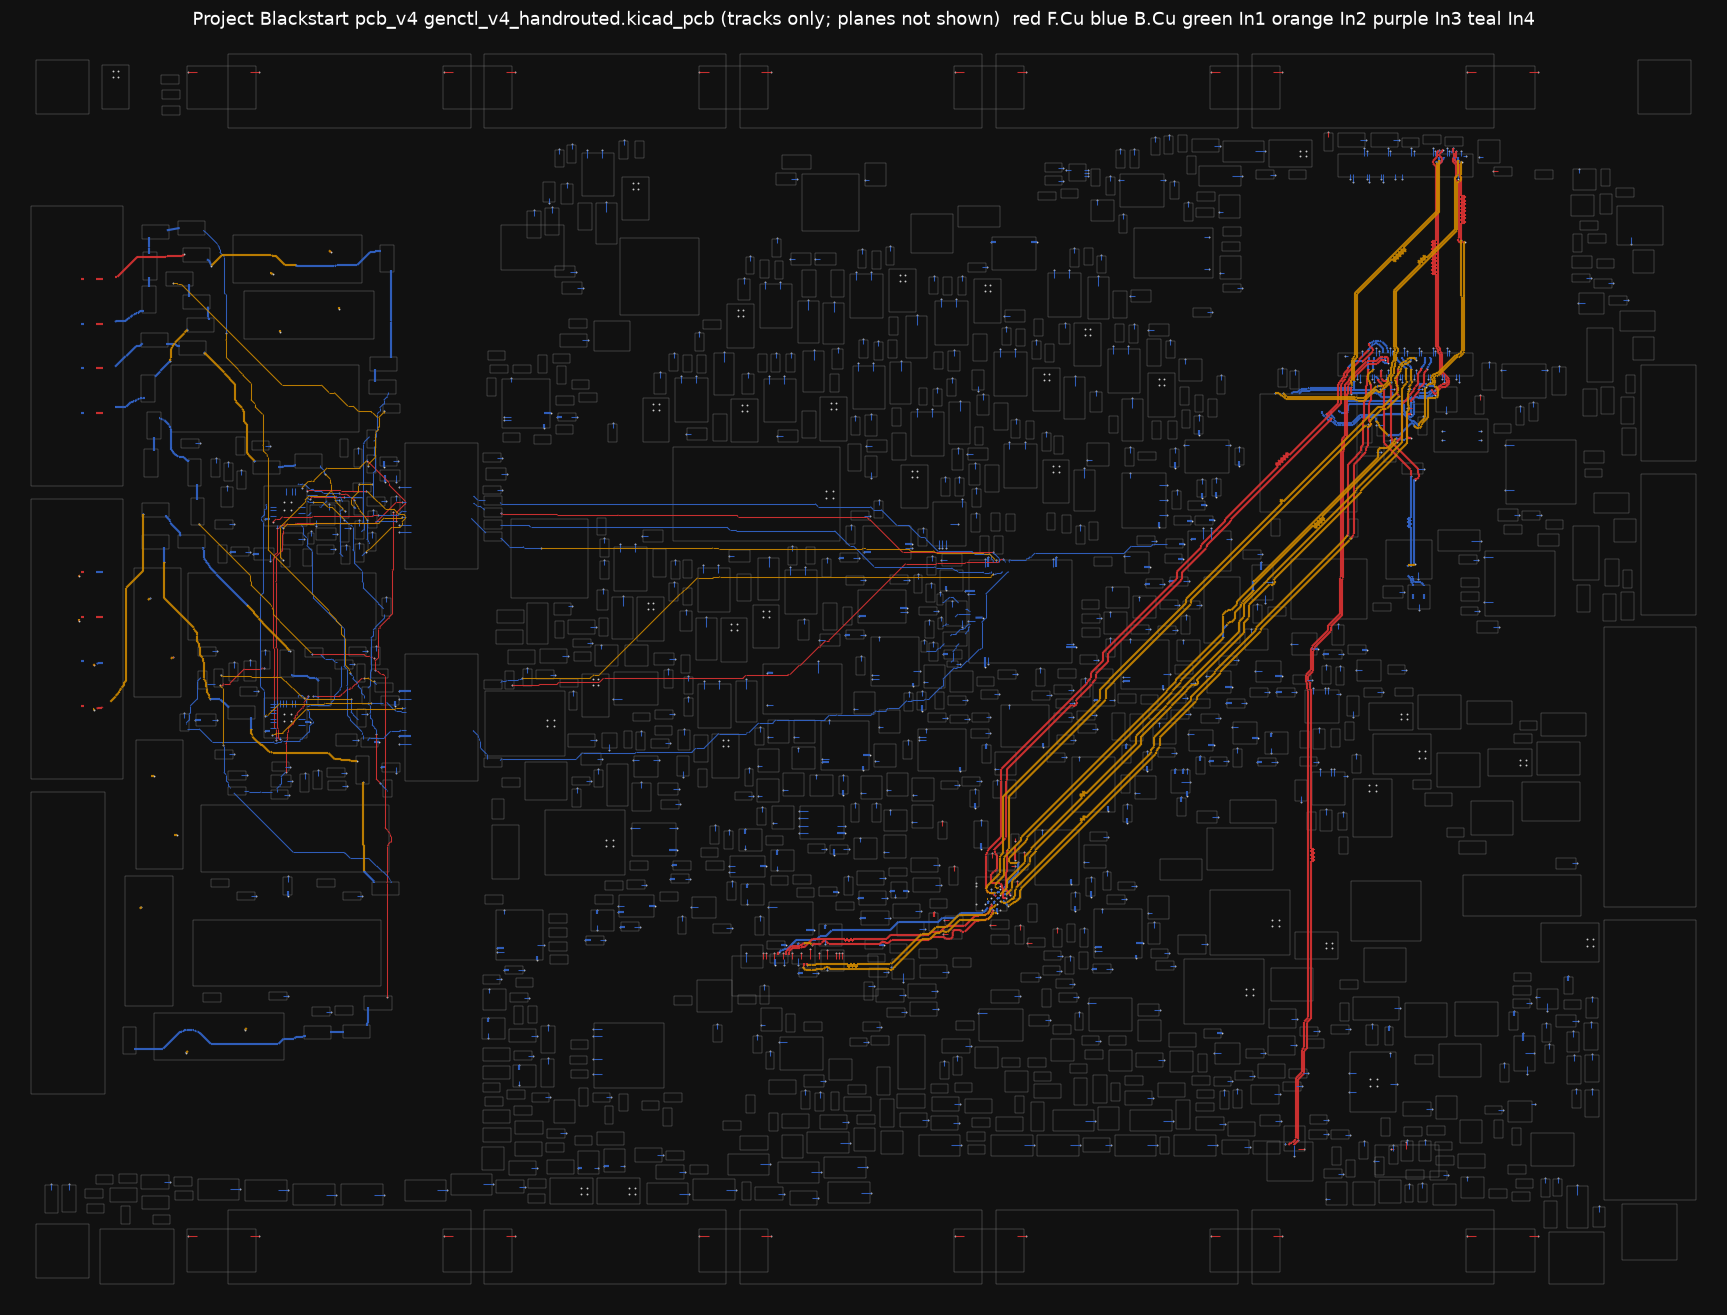 Project Blackstart pcb_v4 genctl_v4_handrouted.kicad_pcb (tracks only; planes not shown)  red F.Cu blue B.Cu green In1 orange In2 purple In3 teal In4